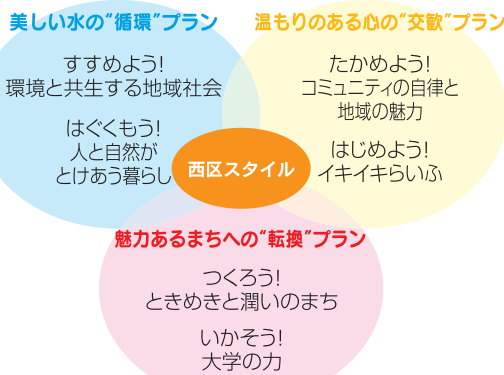 美しい水の“循環”プラン
すすめよう!
環境と共生する地域社会
はぐくもう!
人と自然が
とけあう暮らし
温もりのある心の“交歓”プラン
たかめよう!
コミュニティの自律と
地域の魅力
はじめよう!
イキイキらいふ
西区スタイル
魅力あるまちへの“転換”プラン
つくろう!
ときめきと潤いのまち
いかそう!
大学の力